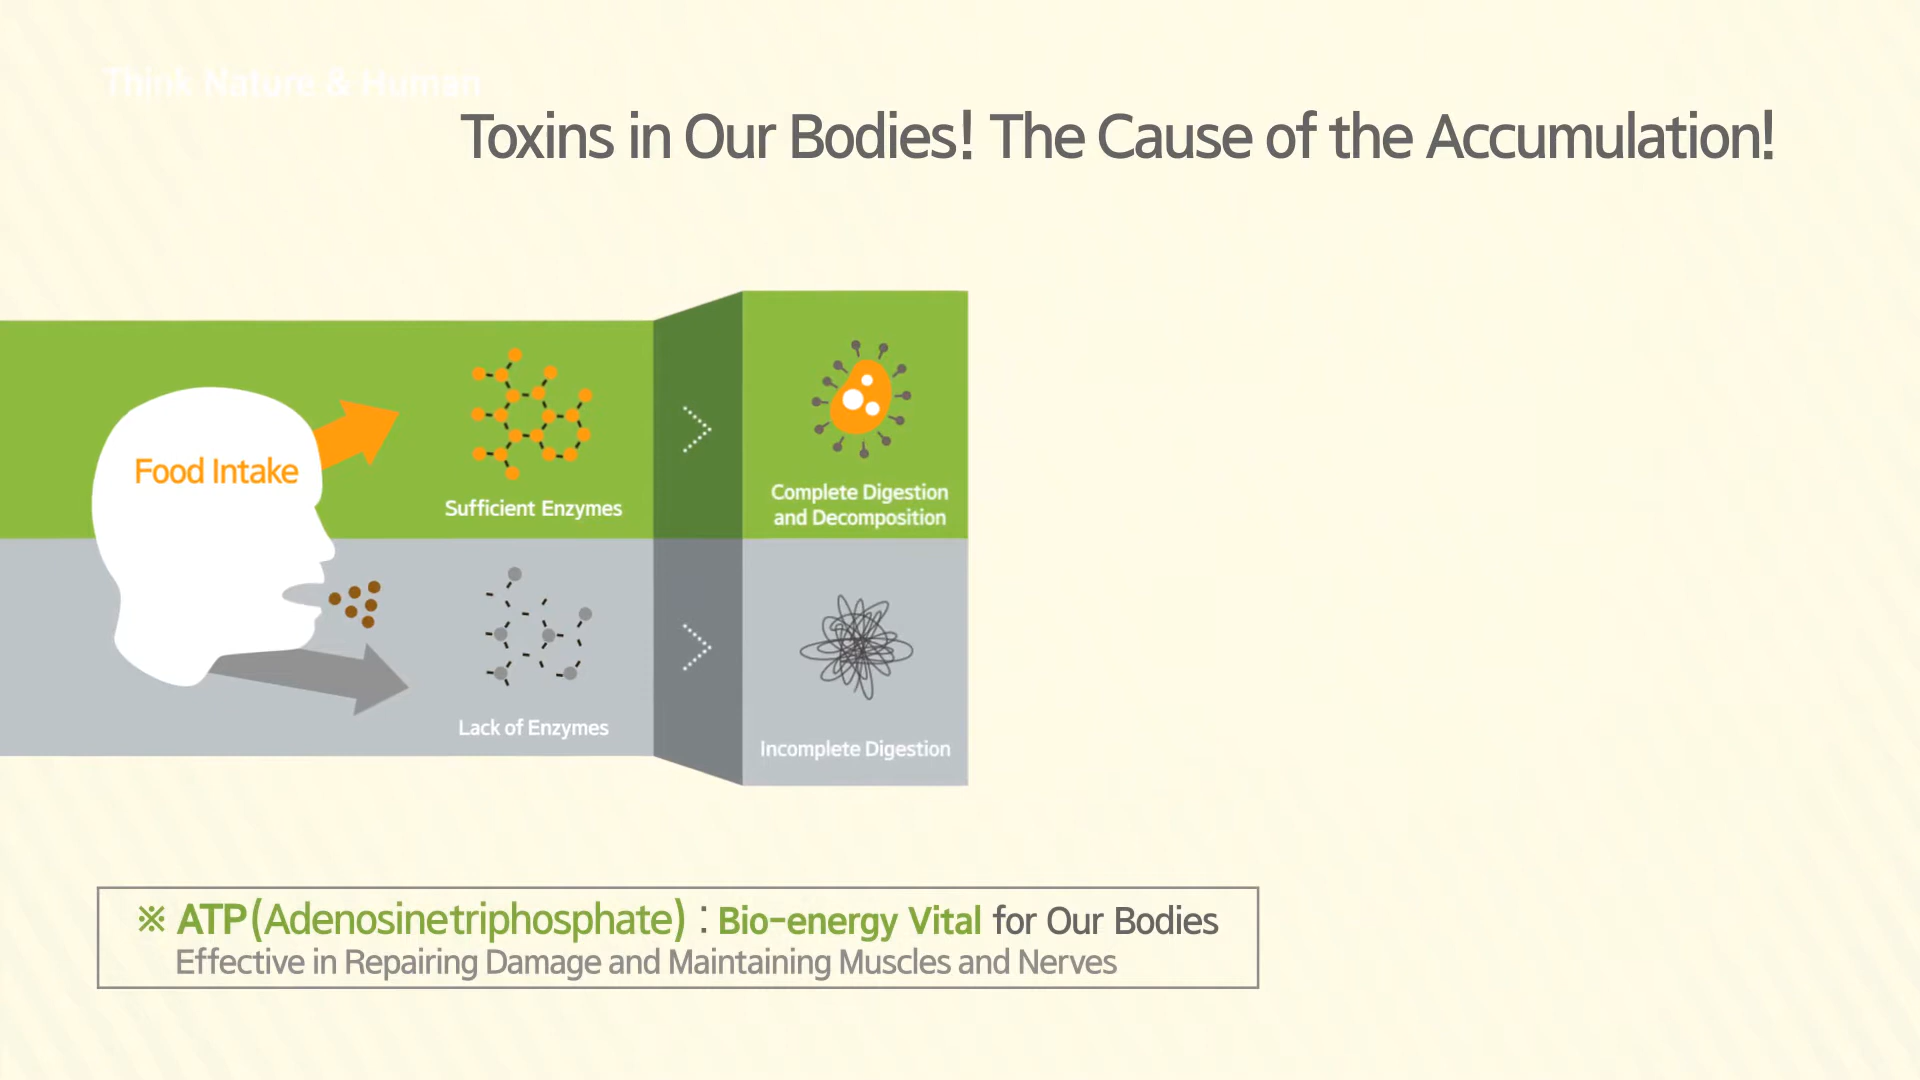 Think Nature & Human
Toxins in Our Bodies! The Cause of the Accumulation!
Food Intake
Sufficient Enzymes
Complete Digestion
and Decomposition
Lack of Enzymes
Incomplete Digestion
※ ATP(Adenosinetriphosphate) : Bio-energy Vital for Our Bodies
Effective in Repairing Damage and Maintaining Muscles and Nerves